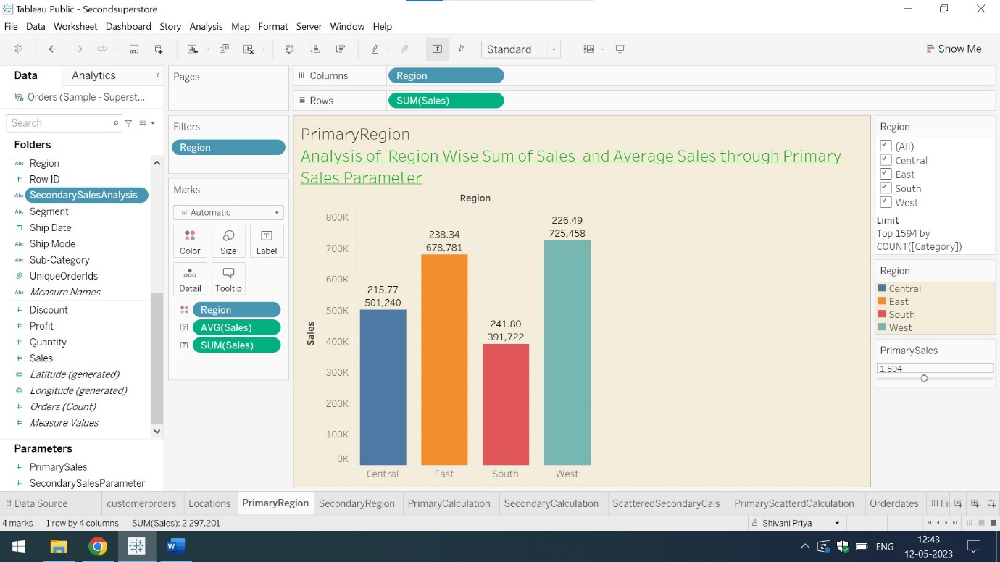 Tableau Public - Secondsuperstore
File Data Worksheet Dashboard Story Analysis Map Format Server Window Help
Standard
Show Me
Data Analytics
Orders (Sample - Superst...
Search
Folders
Abc Region
# Row ID
Abc SecondarySalesAnalysis
Abc Segment
Ship Date
Abc Ship Mode
Abc Sub-Category
UniqueOrderIds
Abc Measure Names
# Discount
# Profit
# Quantity
# Sales
Latitude (generated)
Longitude (generated)
# Orders (Count)
# Measure Values
Parameters
# PrimarySales
# SecondarySalesParameter
Pages
Filters
Region
Marks
Automatic
Color Size Label
Detail Tooltip
Region
AVG(Sales)
SUM(Sales)
Columns Region
Rows SUM(Sales)
PrimaryRegion
Analysis of Region Wise Sum of Sales and Average Sales through Primary
Sales Parameter
Region
Sales
800K
700K
600K
500K
400K
300K
200K
100K
0K
215.77
501,240
238.34
678,781
241.80
391,722
226.49
725,458
Central East South West
Region
(All)
Central
East
South
West
Limit
Top 1594 by
COUNT([Category])
Region
Central
East
South
West
PrimarySales
1,594
Data Source customerorders Locations PrimaryRegion SecondaryRegion PrimaryCalculation SecondaryCalculation ScatteredSecondaryCals PrimaryScatterdCalculation Orderdates Fi
4 marks 1 row by 4 columns SUM(Sales): 2,297,201
Shivani Priya
W
ENG
12:43
12-05-2023